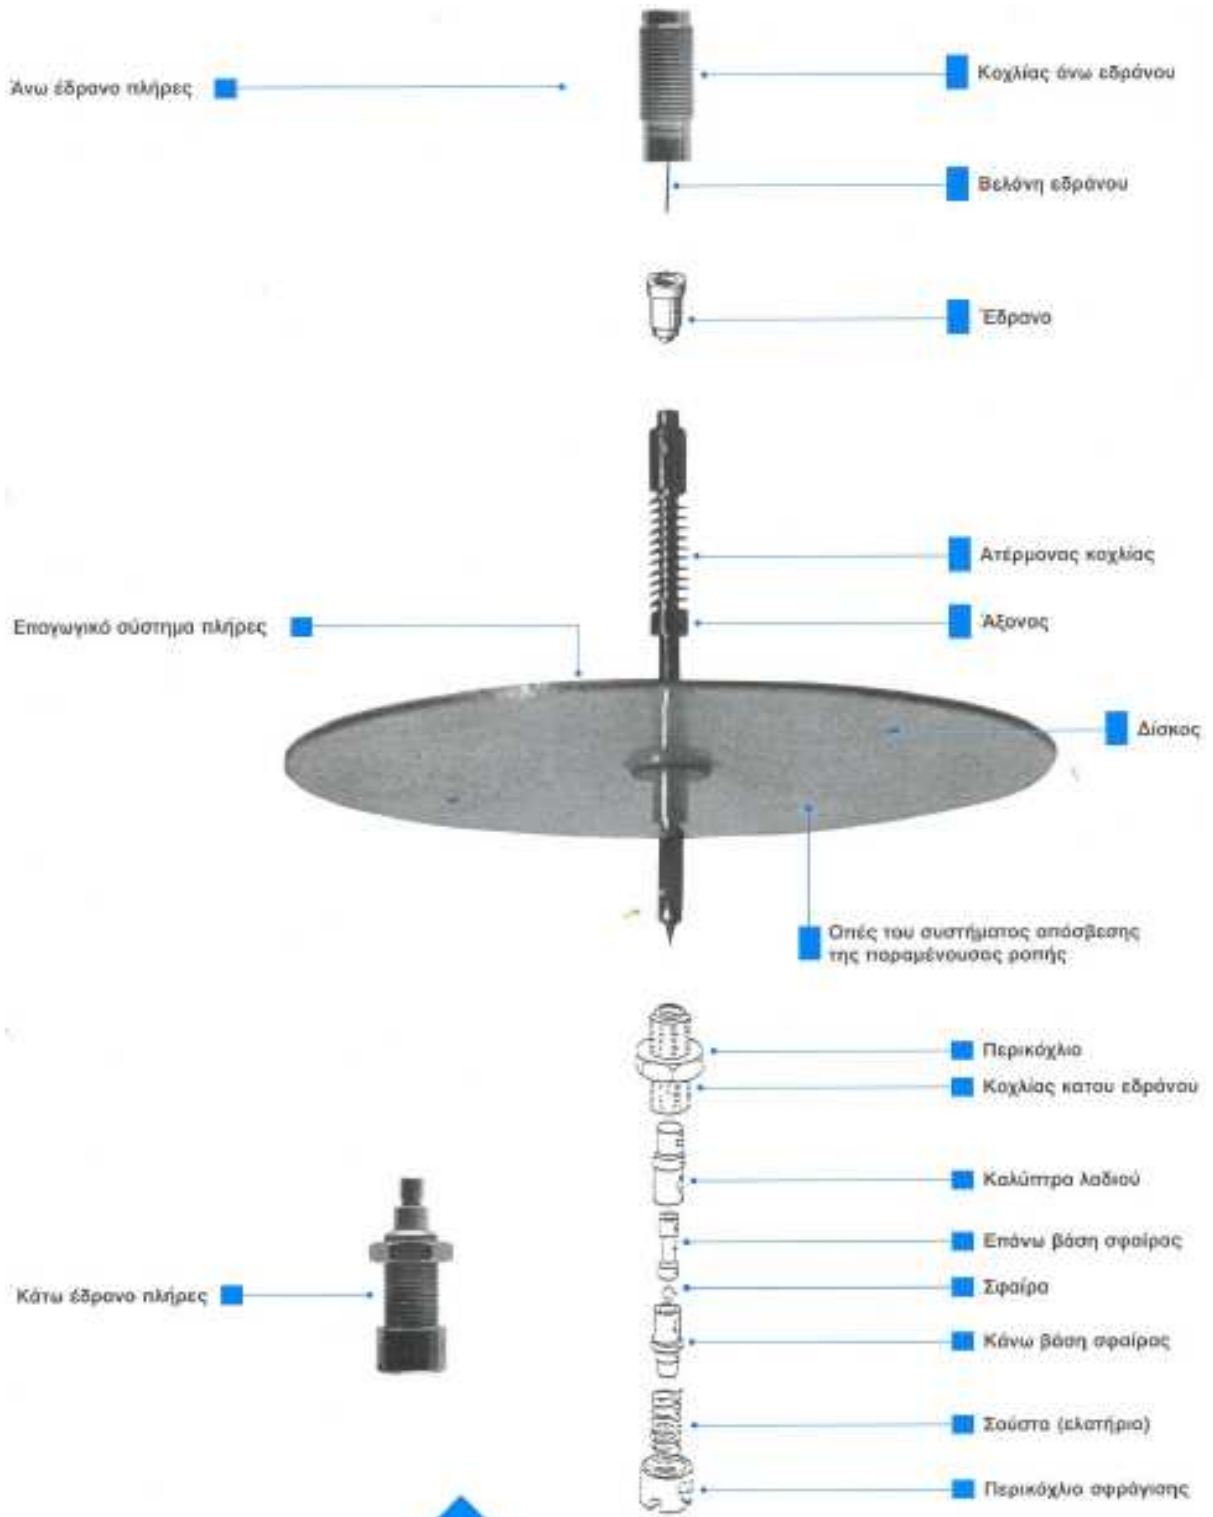 Άνω έδρανο πλήρες
Κοχλίας άνω εδράνου
Βελόνη εδράνου
Έδρανο
Ατέρμονας κοχλίας
Άξονας
Επαγωγικό σύστημα πλήρες
Δίσκος
Οπές του συστήματος απόσβεσης
της παραμένουσας ροπής
Περικόχλιο
Κοχλίας κατου εδράνου
Καλύπτρα λαδιού
Επάνω βάση σφαίρας
Σφαίρα
Κάτω έδρανο πλήρες
Κάνω βάση σφαίρας
Σούστα (ελατήριο)
Περικόχλιο σφράγισης